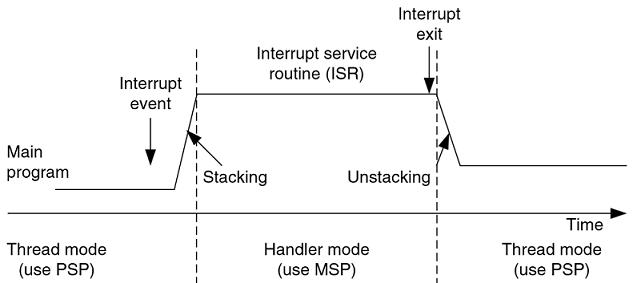 Interrupt
exit
Interrupt service
routine (ISR)
Interrupt
event
Main
program
Stacking
Unstacking
Time
Thread mode
(use PSP)
Handler mode
(use MSP)
Thread mode
(use PSP)